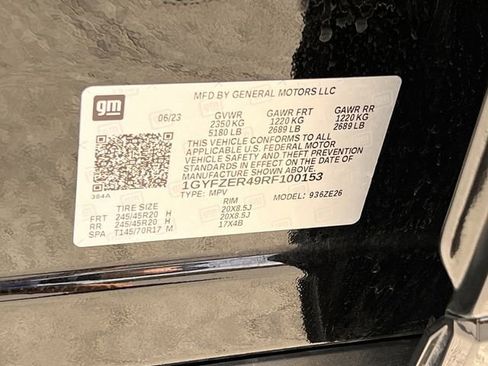 gm
MFD BY GENERAL MOTORS LLC
06/23 GVWR GAWR FRT GAWR RR
2350 KG 1220 KG 1220 KG
5180 LB 2689 LB 2689 LB
THIS VEHICLE CONFORMS TO ALL
APPLICABLE U.S. FEDERAL MOTOR
VEHICLE SAFETY STANDARDS
IN EFFECT ON THE DATE OF
MANUFACTURE SHOWN ABOVE.
1GYFZER49RF100153
384A TYPE: MPV MODEL: 936ZE26
TIRE SIZE RIM
FRT 245/45R20 H 20X8.5J
RR 245/45R20 H 20X8.5J
SPA T145/70R17 M 17X4B